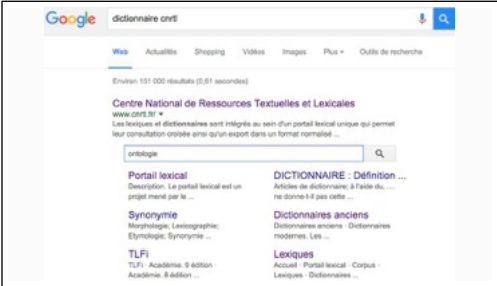 Google dictionnaire cnrtl
Web Actualités Shopping Vidéos Images Plus Outils de recherche
Environ 151 000 résultats (0,61 secondes)
Centre National de Ressources Textuelles et Lexicales
www.cnrtl.fr/
Les lexiques et dictionnaires sont intégrés au sein d'un portail lexical unique qui permet
leur consultation croisée ainsi qu'un export dans un format normalisé ...
ontologie
Portail lexical
Description. Le portail lexical est un
projet mené par le ...
DICTIONNAIRE : Définition ...
Articles de dictionnaire; à l'aide du, ....
ne donne-t-il pas cette ...
Synonymie
Morphologie; Lexicographie;
Etymologie; Synonymie ...
Dictionnaires anciens
Dictionnaires anciens · Dictionnaires
modernes. Les ...
TLFi
TLFi · Académie. 9 édition ·
Académie. 8 édition ...
Lexiques
Accueil · Portail lexical · Corpus ·
Lexiques · Dictionnaires ...